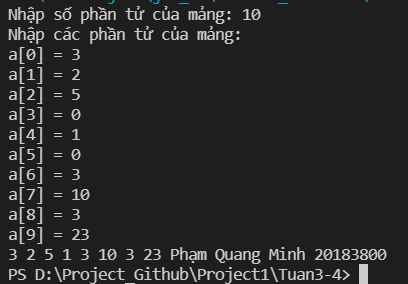 Nhập số phần tử của mảng: 10
Nhập các phần tử của mảng:
a[0] = 3
a[1] = 2
a[2] = 5
a[3] = 0
a[4] = 1
a[5] = 0
a[6] = 3
a[7] = 10
a[8] = 3
a[9] = 23
3 2 5 1 3 10 3 23 Phạm Quang Minh 20183800
PS D:\Project_Github\Project1\Tuan3-4>